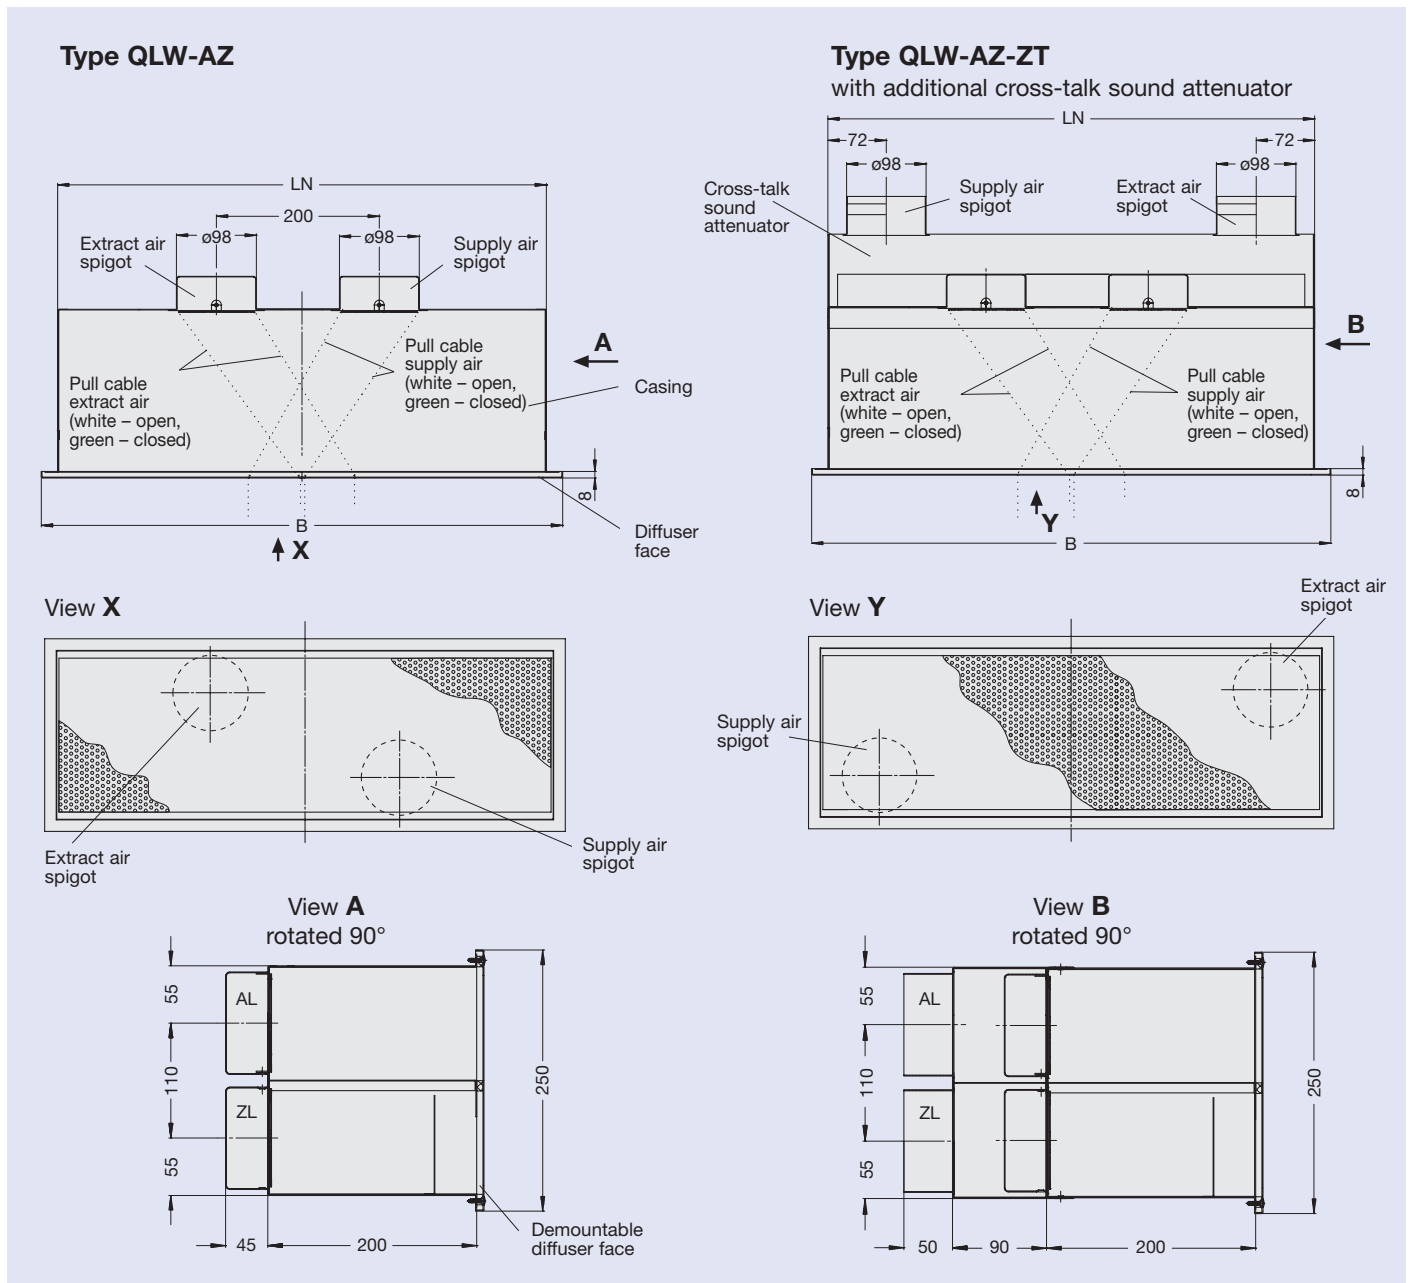 Type QLW-AZ
LN
200
ø98
ø98
Extract air
spigot
Supply air
spigot
A
Pull cable
supply air
(white – open,
green – closed)
Pull cable
extract air
(white – open,
green – closed)
Casing
8
B
X
Diffuser
face
Type QLW-AZ-ZT
with additional cross-talk sound attenuator
LN
72
72
ø98
ø98
Cross-talk
sound
attenuator
Supply air
spigot
Extract air
spigot
B
Pull cable
extract air
(white – open,
green – closed)
Pull cable
supply air
(white – open,
green – closed)
8
Y
B
View X
Extract air
spigot
Supply air
spigot
View Y
Extract air
spigot
Supply air
spigot
View A
rotated 90°
55
AL
110
250
ZL
55
45
200
Demountable
diffuser face
View B
rotated 90°
55
AL
110
250
ZL
55
50
90
200